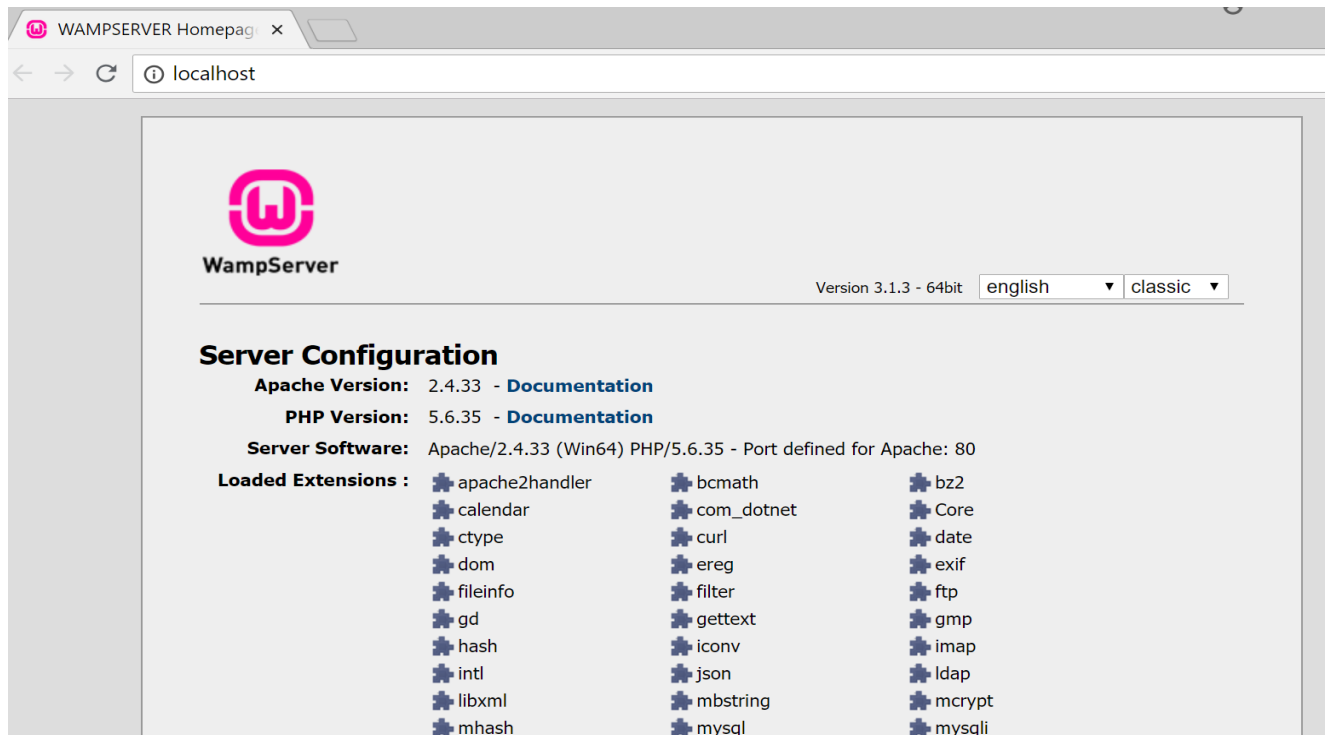 WAMPSERVER Homepag
localhost
WampServer
Version 3.1.3 - 64bit english classic
Server Configuration
Apache Version: 2.4.33 - Documentation
PHP Version: 5.6.35 - Documentation
Server Software: Apache/2.4.33 (Win64) PHP/5.6.35 - Port defined for Apache: 80
Loaded Extensions : apache2handler bcmath bz2
calendar com_dotnet Core
ctype curl date
dom ereg exif
fileinfo filter ftp
gd gettext gmp
hash iconv imap
intl json ldap
libxml mbstring mcrypt
mhash mysql mysqli